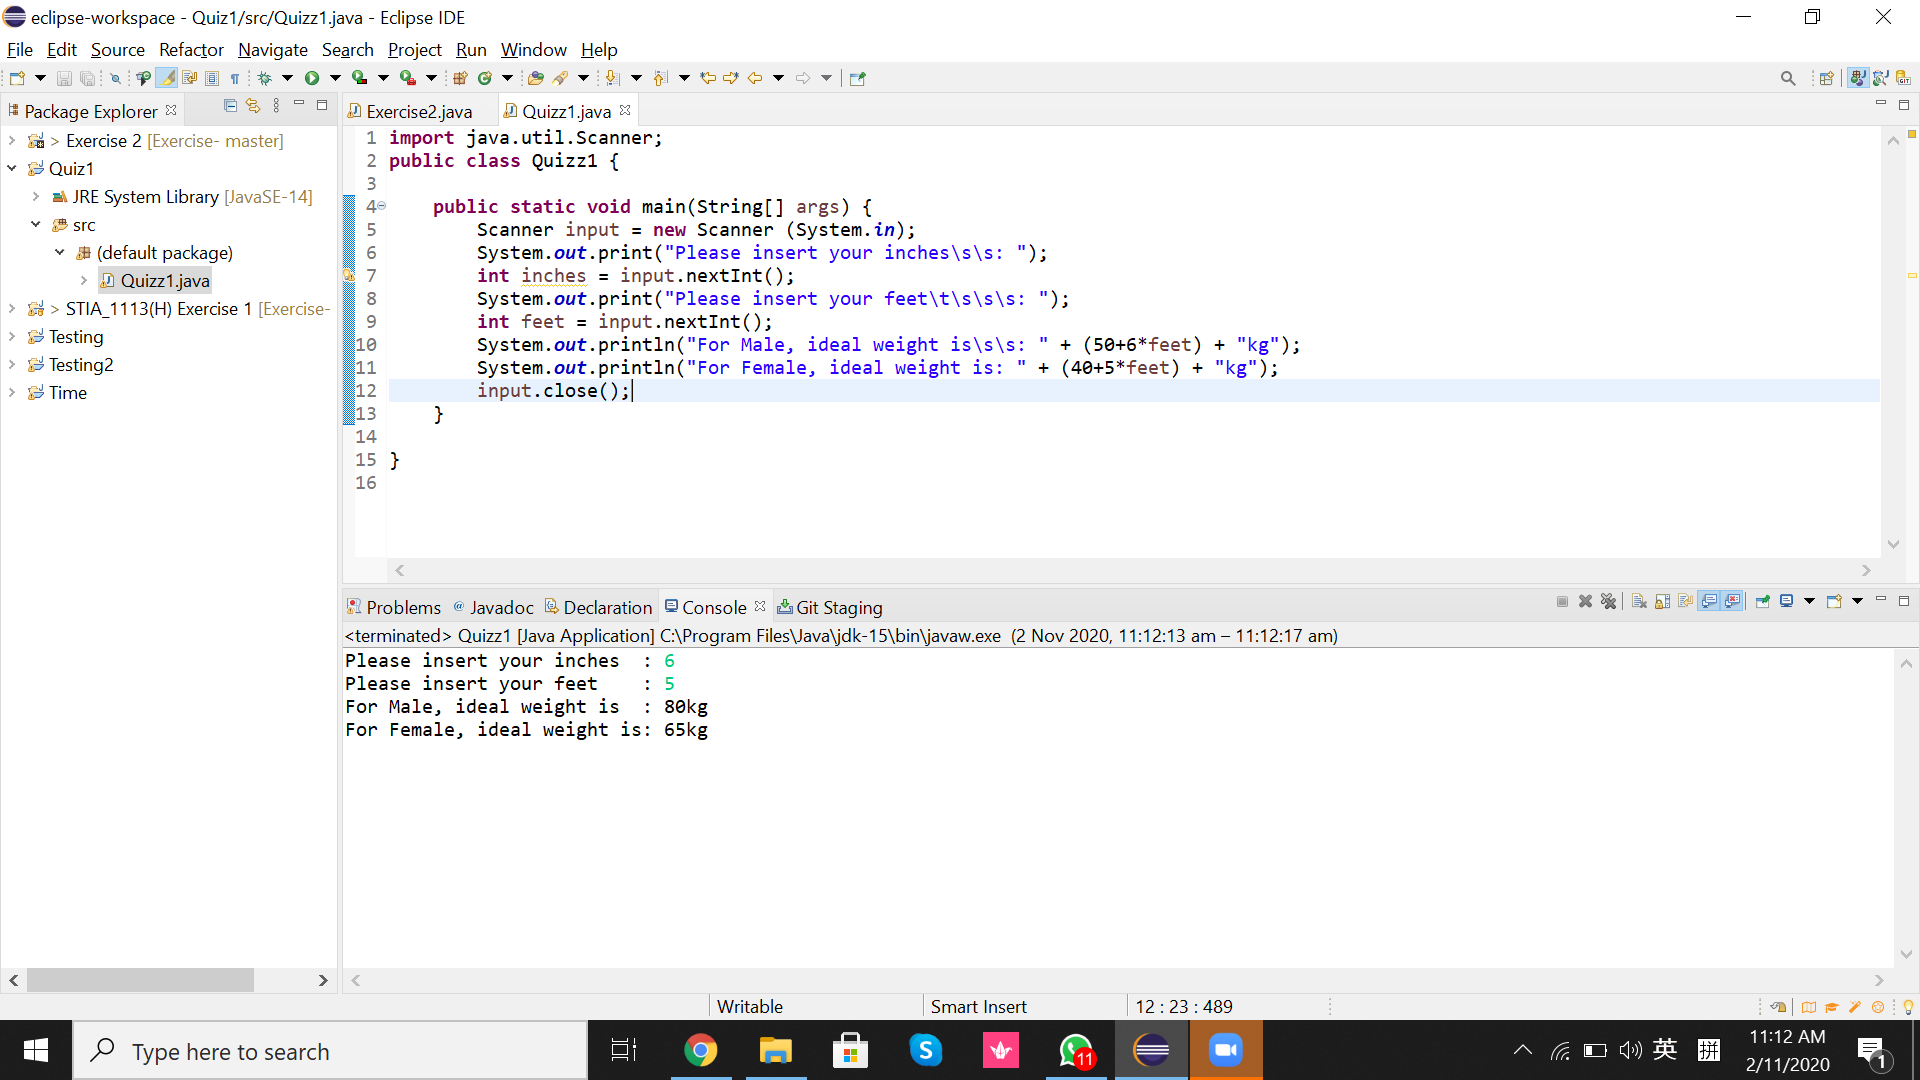 eclipse-workspace - Quiz1/src/Quizz1.java - Eclipse IDE
File Edit Source Refactor Navigate Search Project Run Window Help
Package Explorer
Exercise2.java
Quizz1.java
> Exercise 2 [Exercise- master]
Quiz1
JRE System Library [JavaSE-14]
src
(default package)
Quizz1.java
> STIA_1113(H) Exercise 1 [Exercise-
Testing
Testing2
Time
1 import java.util.Scanner;
2 public class Quizz1 {
3
4 public static void main(String[] args) {
5 Scanner input = new Scanner (System.in);
6 System.out.print("Please insert your inches\s\s: ");
7 int inches = input.nextInt();
8 System.out.print("Please insert your feet\t\s\s\s: ");
9 int feet = input.nextInt();
10 System.out.println("For Male, ideal weight is\s\s: " + (50+6*feet) + "kg");
11 System.out.println("For Female, ideal weight is: " + (40+5*feet) + "kg");
12 input.close();
13 }
14
15 }
16
Problems Javadoc Declaration Console Git Staging
<terminated> Quizz1 [Java Application] C:\Program Files\Java\jdk-15\bin\javaw.exe (2 Nov 2020, 11:12:13 am – 11:12:17 am)
Please insert your inches  : 6
Please insert your feet    : 5
For Male, ideal weight is  : 80kg
For Female, ideal weight is: 65kg
Writable
Smart Insert
12 : 23 : 489
Type here to search
11
英
拼
11:12 AM
2/11/2020
1